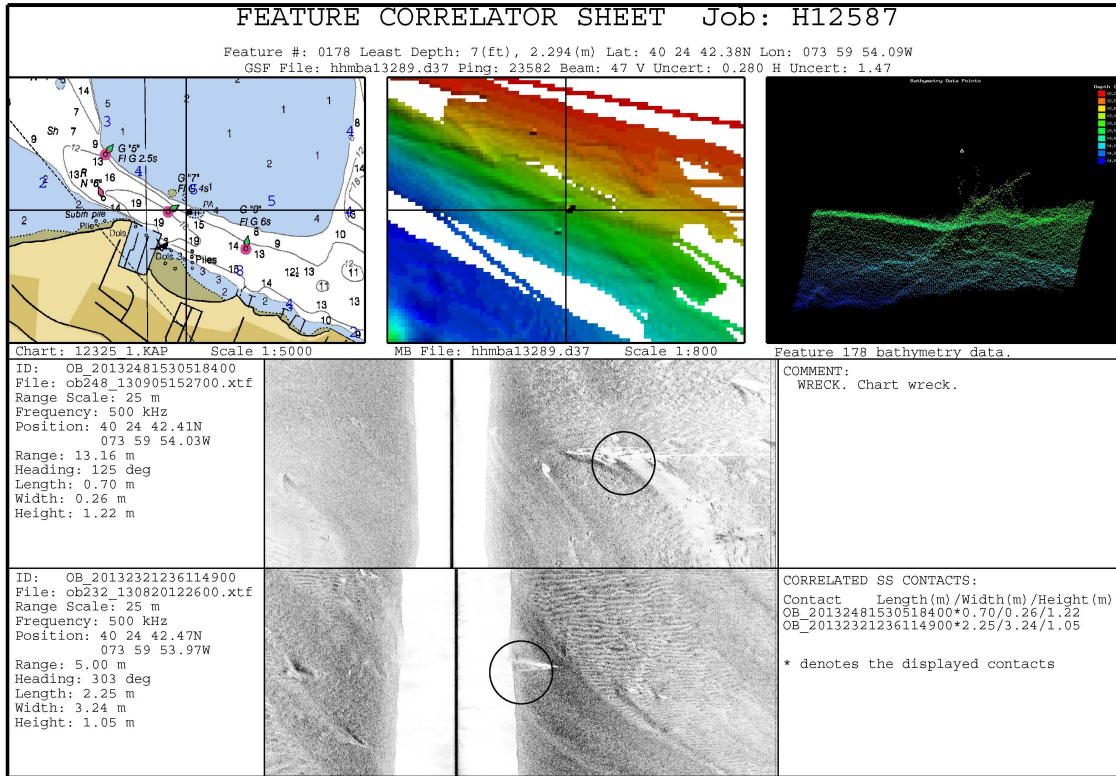 FEATURE CORRELATOR SHEET Job: H12587
Feature #: 0178 Least Depth: 7(ft), 2.294(m) Lat: 40 24 42.38N Lon: 073 59 54.09W
GSF File: hhmba13289.d37 Ping: 23582 Beam: 47 V Uncert: 0.280 H Uncert: 1.47
Sh
G "5"
Fl G 2.5s
R
N "6"
G "7"
Fl G 4s
PA
G "9"
Fl G 6s
Subm pile
Pile
Dols
Dols
Piles
Bathymetry Data Points
Chart: 12325_1.KAP Scale 1:5000
MB File: hhmba13289.d37 Scale 1:800
Feature 178 bathymetry data.
ID: OB_20132481530518400
File: ob248_130905152700.xtf
Range Scale: 25 m
Frequency: 500 kHz
Position: 40 24 42.41N
073 59 54.03W
Range: 13.16 m
Heading: 125 deg
Length: 0.70 m
Width: 0.26 m
Height: 1.22 m
COMMENT:
WRECK. Chart wreck.
ID: OB_20132321236114900
File: ob232_130820122600.xtf
Range Scale: 25 m
Frequency: 500 kHz
Position: 40 24 42.47N
073 59 53.97W
Range: 5.00 m
Heading: 303 deg
Length: 2.25 m
Width: 3.24 m
Height: 1.05 m
CORRELATED SS CONTACTS:
Contact Length(m)/Width(m)/Height(m)
OB_20132481530518400*0.70/0.26/1.22
OB_20132321236114900*2.25/3.24/1.05
* denotes the displayed contacts